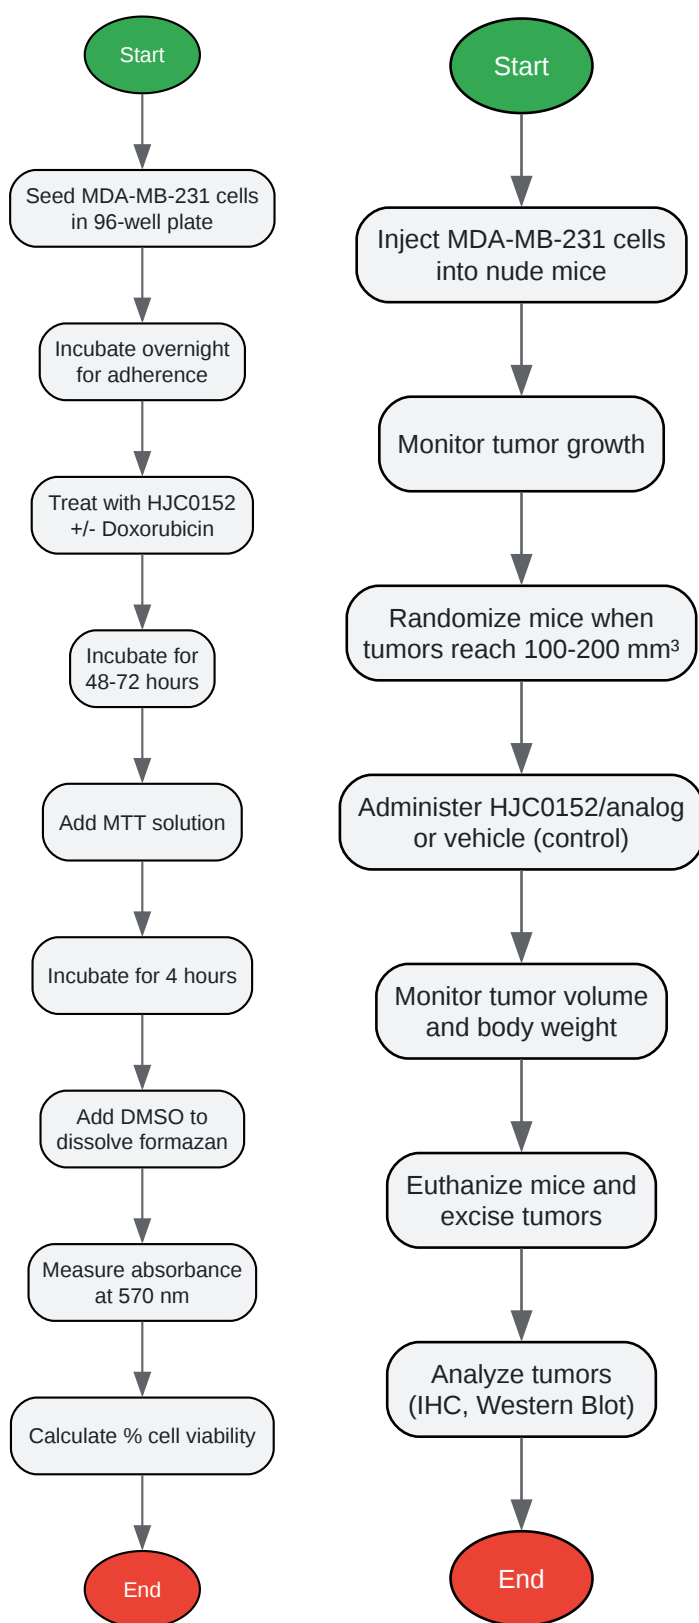 Start
Seed MDA-MB-231 cells
in 96-well plate
Incubate overnight
for adherence
Treat with HJC0152
+/- Doxorubicin
Incubate for
48-72 hours
Add MTT solution
Incubate for 4 hours
Add DMSO to
dissolve formazan
Measure absorbance
at 570 nm
Calculate % cell viability
End
Start
Inject MDA-MB-231 cells
into nude mice
Monitor tumor growth
Randomize mice when
tumors reach 100-200 mm³
Administer HJC0152/analog
or vehicle (control)
Monitor tumor volume
and body weight
Euthanize mice and
excise tumors
Analyze tumors
(IHC, Western Blot)
End